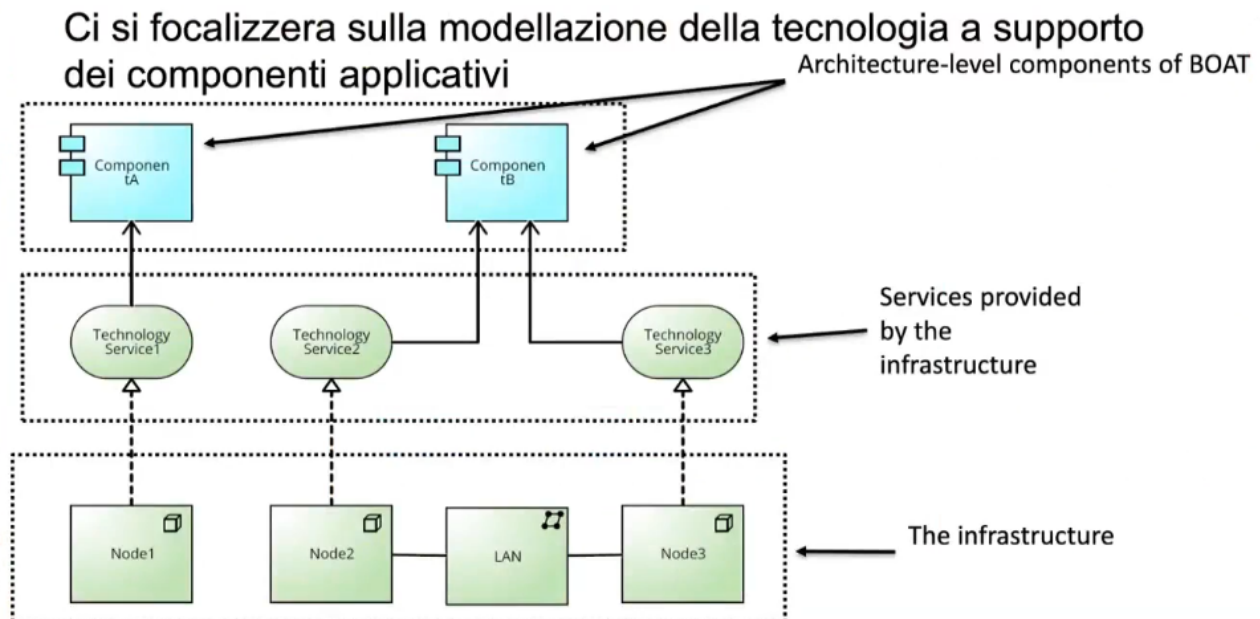 Ci si focalizzera sulla modellazione della tecnologia a supporto
dei componenti applicativi
Architecture-level components of BOAT
Componen
tA
Componen
tB
Technology
Service1
Technology
Service2
Technology
Service3
Services provided
by the
infrastructure
Node1
Node2
LAN
Node3
The infrastructure